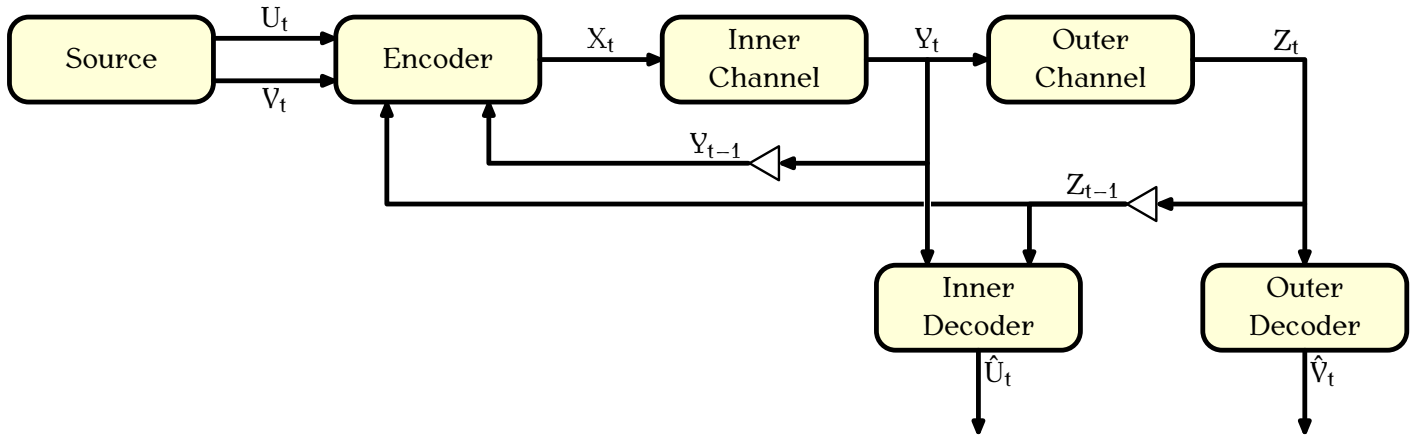 Source
U_t
V_t
Encoder
X_t
Inner
Channel
Y_t
Outer
Channel
Z_t
Y_{t−1}
Z_{t−1}
Inner
Decoder
Outer
Decoder
Û_t
V̂_t